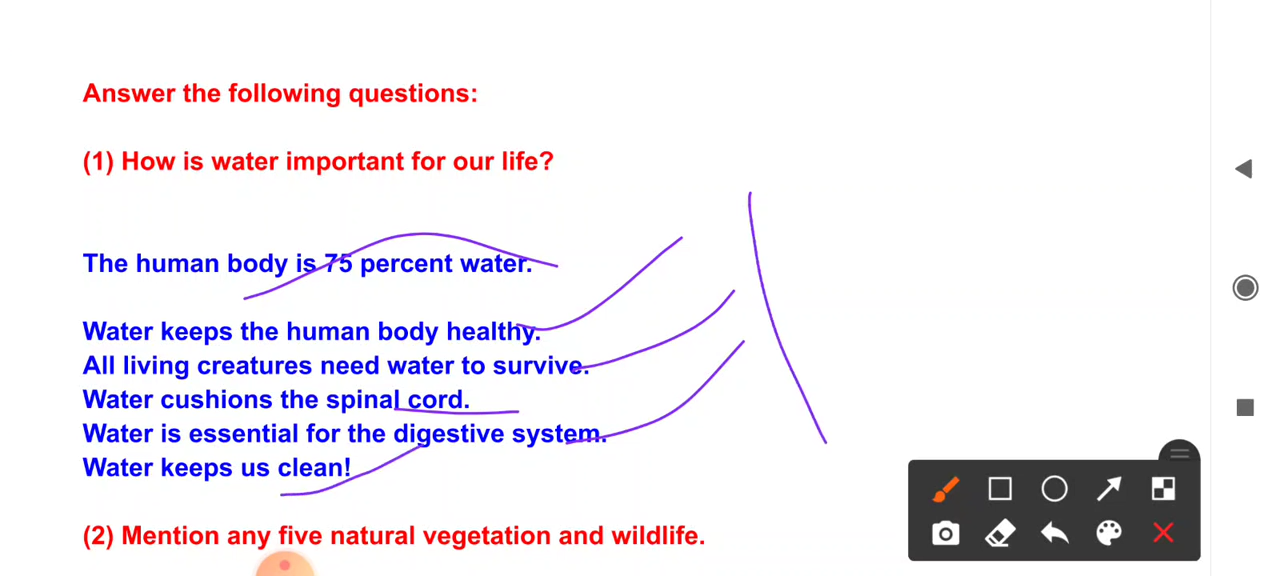 Answer the following questions:
(1) How is water important for our life?
The human body is 75 percent water.
Water keeps the human body healthy.
All living creatures need water to survive.
Water cushions the spinal cord.
Water is essential for the digestive system.
Water keeps us clean!
(2) Mention any five natural vegetation and wildlife.